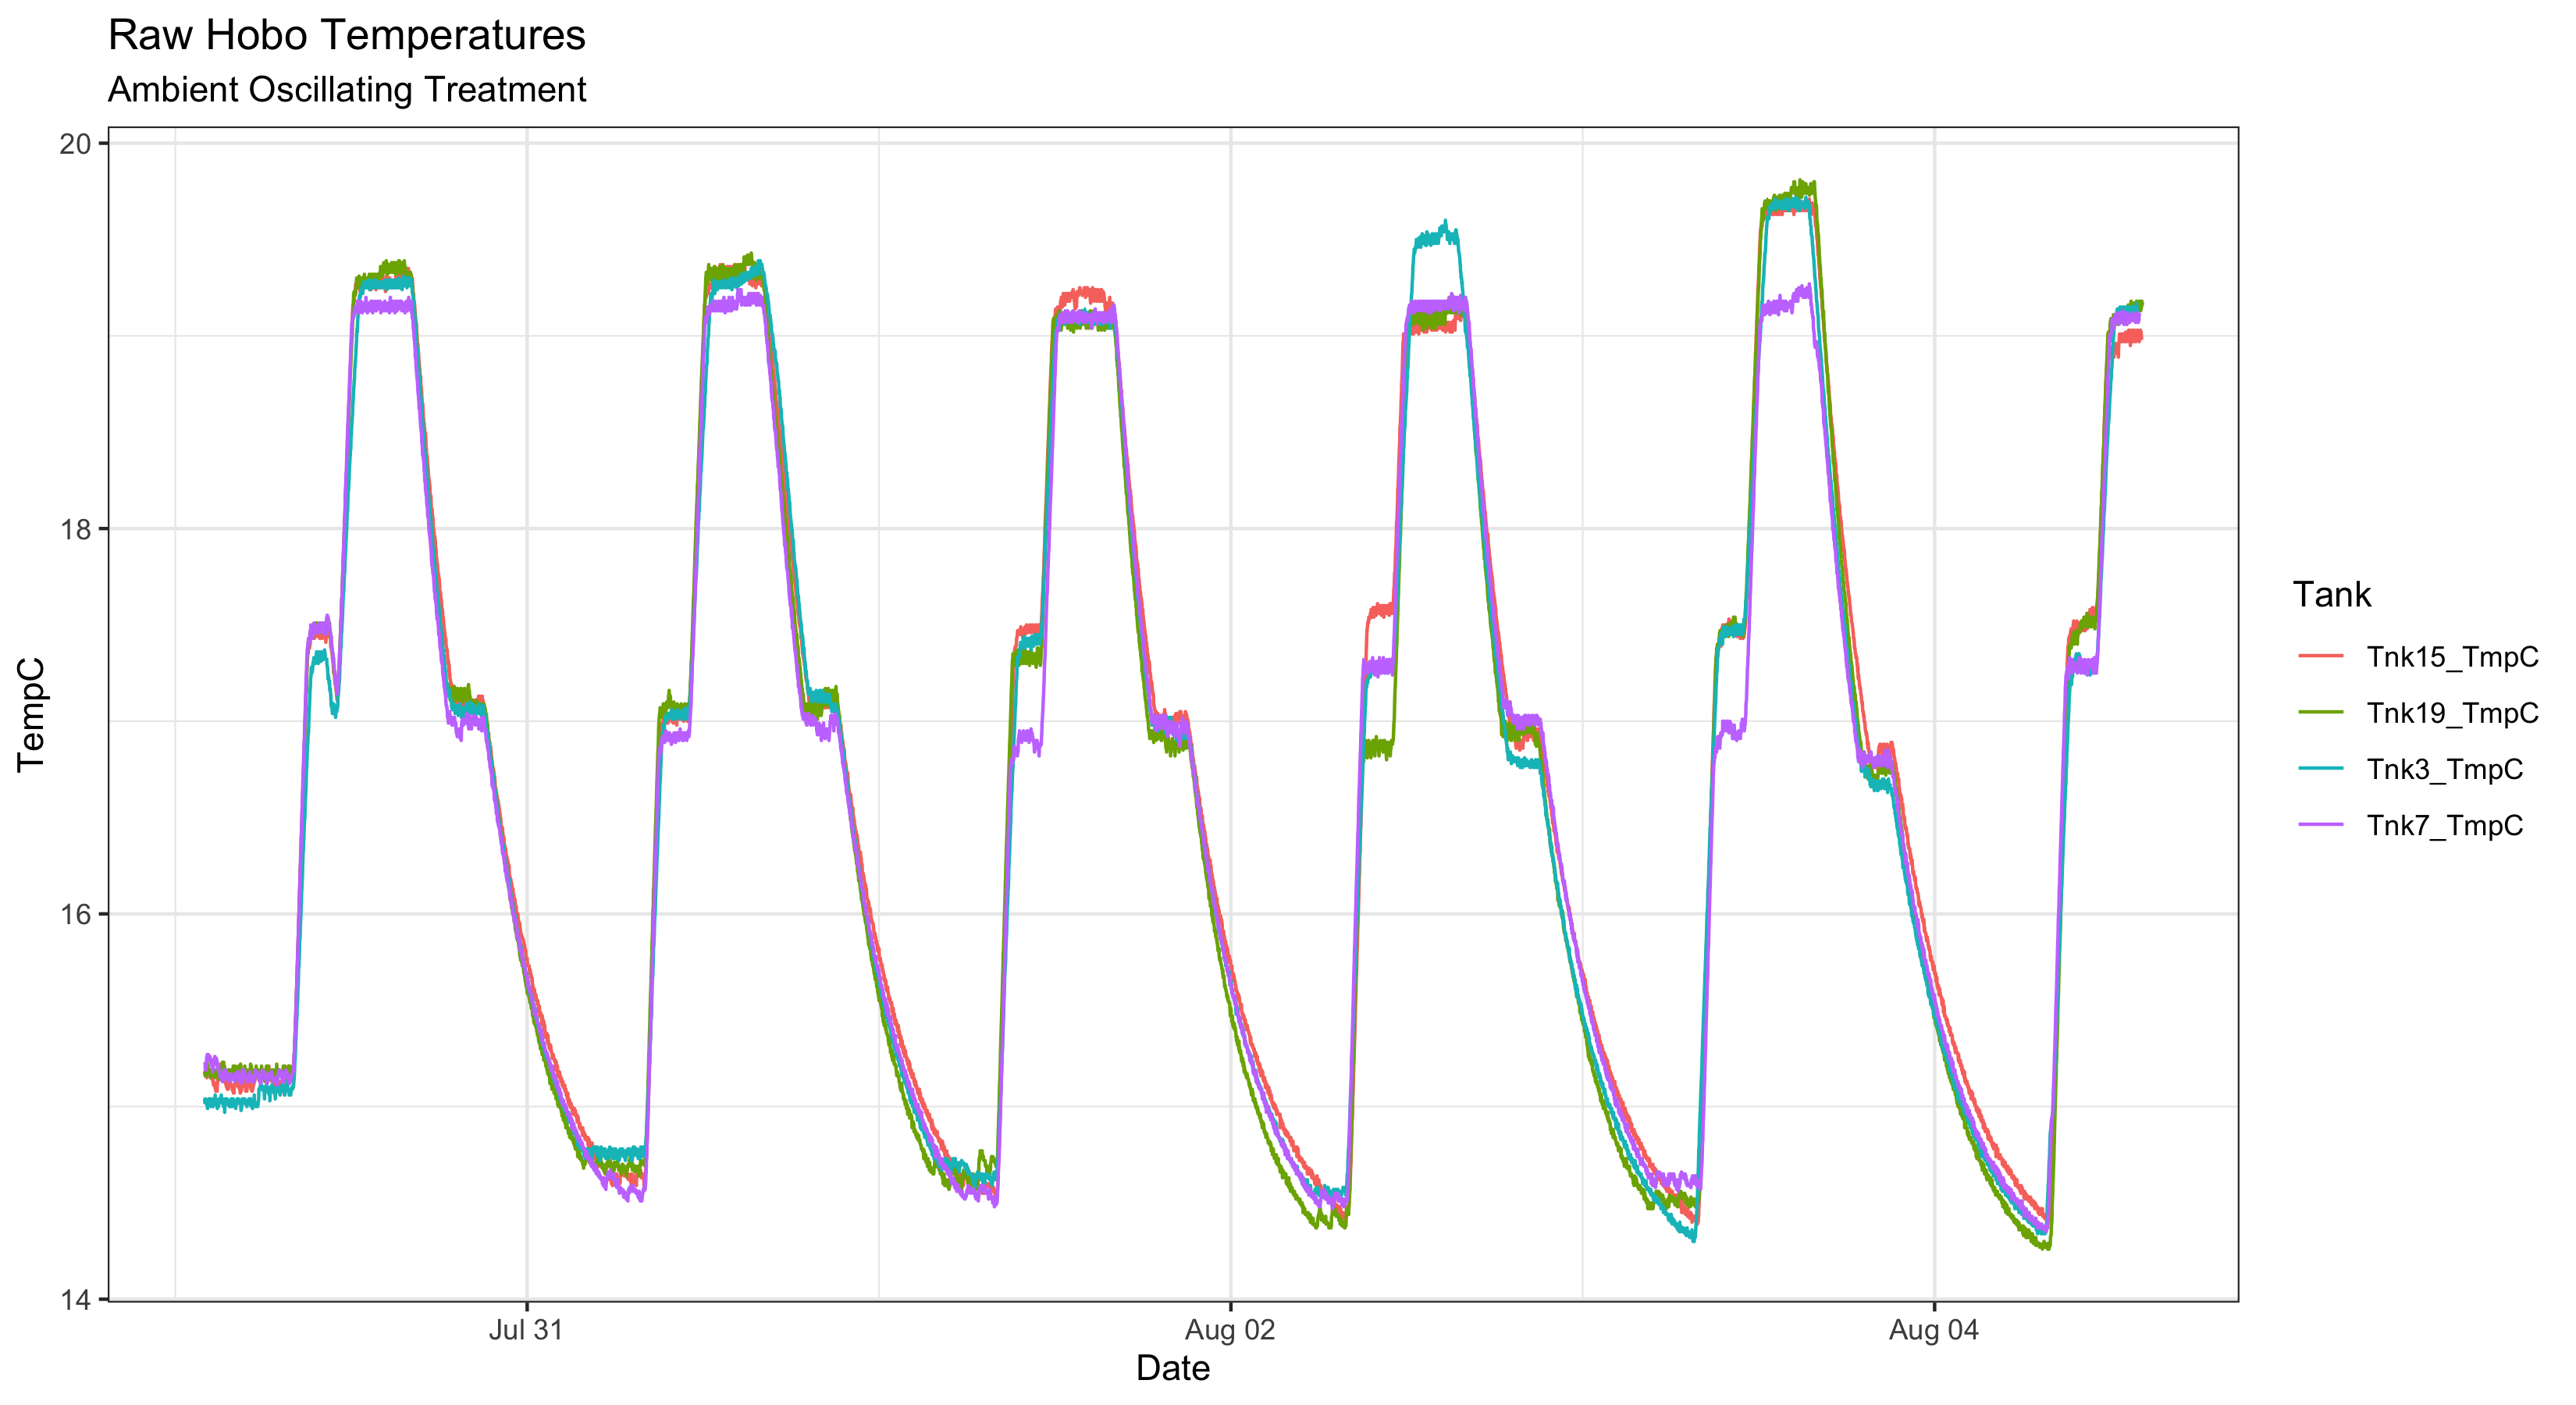 Raw Hobo Temperatures
Ambient Oscillating Treatment
TempC
20
18
16
14
Jul 31
Aug 02
Aug 04
Date
Tank
Tnk15_TmpC
Tnk19_TmpC
Tnk3_TmpC
Tnk7_TmpC